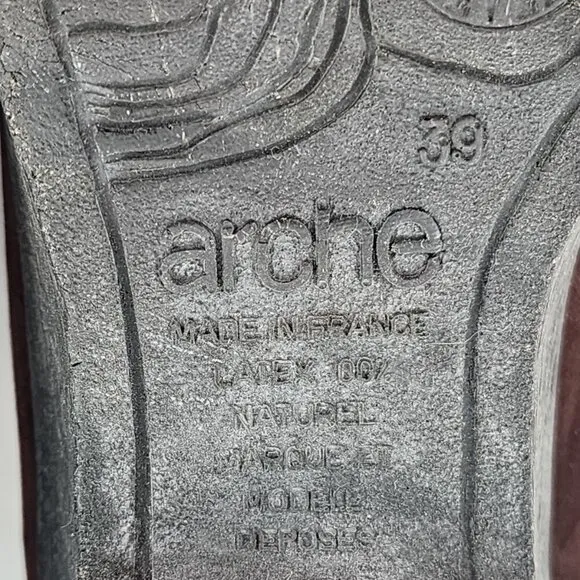 39
arche
MADE IN FRANCE
LATEX 100%
NATUREL
MARQUE ET
MODELE
DEPOSES